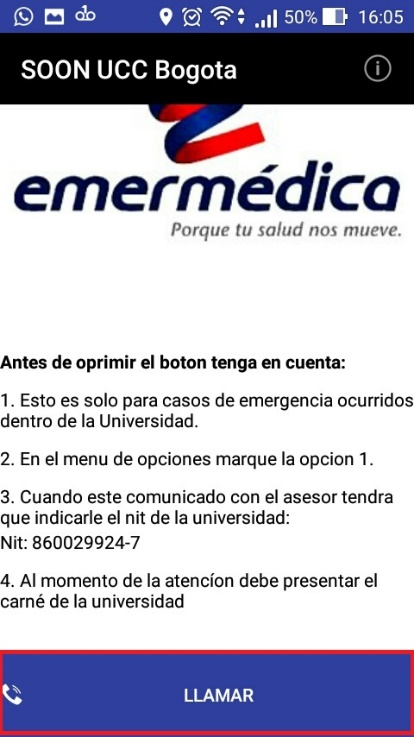 50% 16:05
SOON UCC Bogota
emermédica
Porque tu salud nos mueve.
Antes de oprimir el boton tenga en cuenta:
1. Esto es solo para casos de emergencia ocurridos
dentro de la Universidad.
2. En el menu de opciones marque la opcion 1.
3. Cuando este comunicado con el asesor tendra
que indicarle el nit de la universidad:
Nit: 860029924-7
4. Al momento de la atencíon debe presentar el
carné de la universidad
LLAMAR